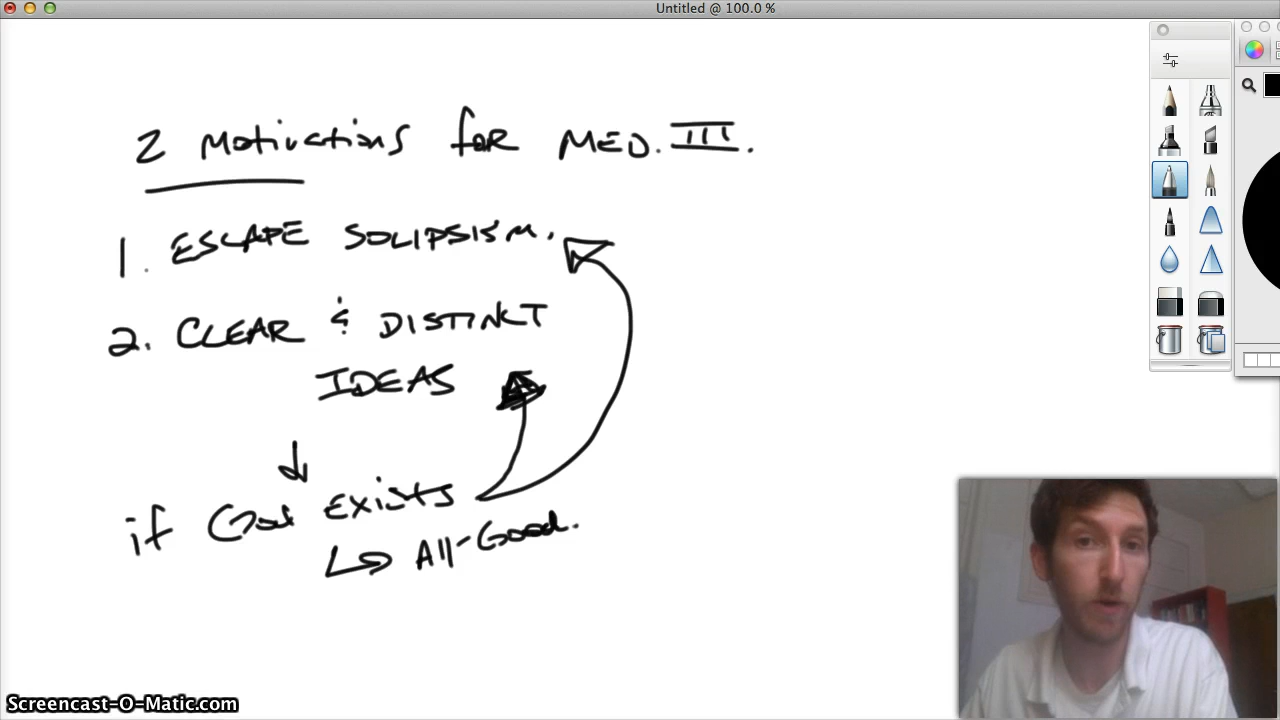 Untitled @ 100.0 %
2 Motivations for MED. III.
1. ESCAPE SOLIPSISM.
2. CLEAR & DISTINCT
IDEAS
if God exists
All-Good.
Screencast-O-Matic.com